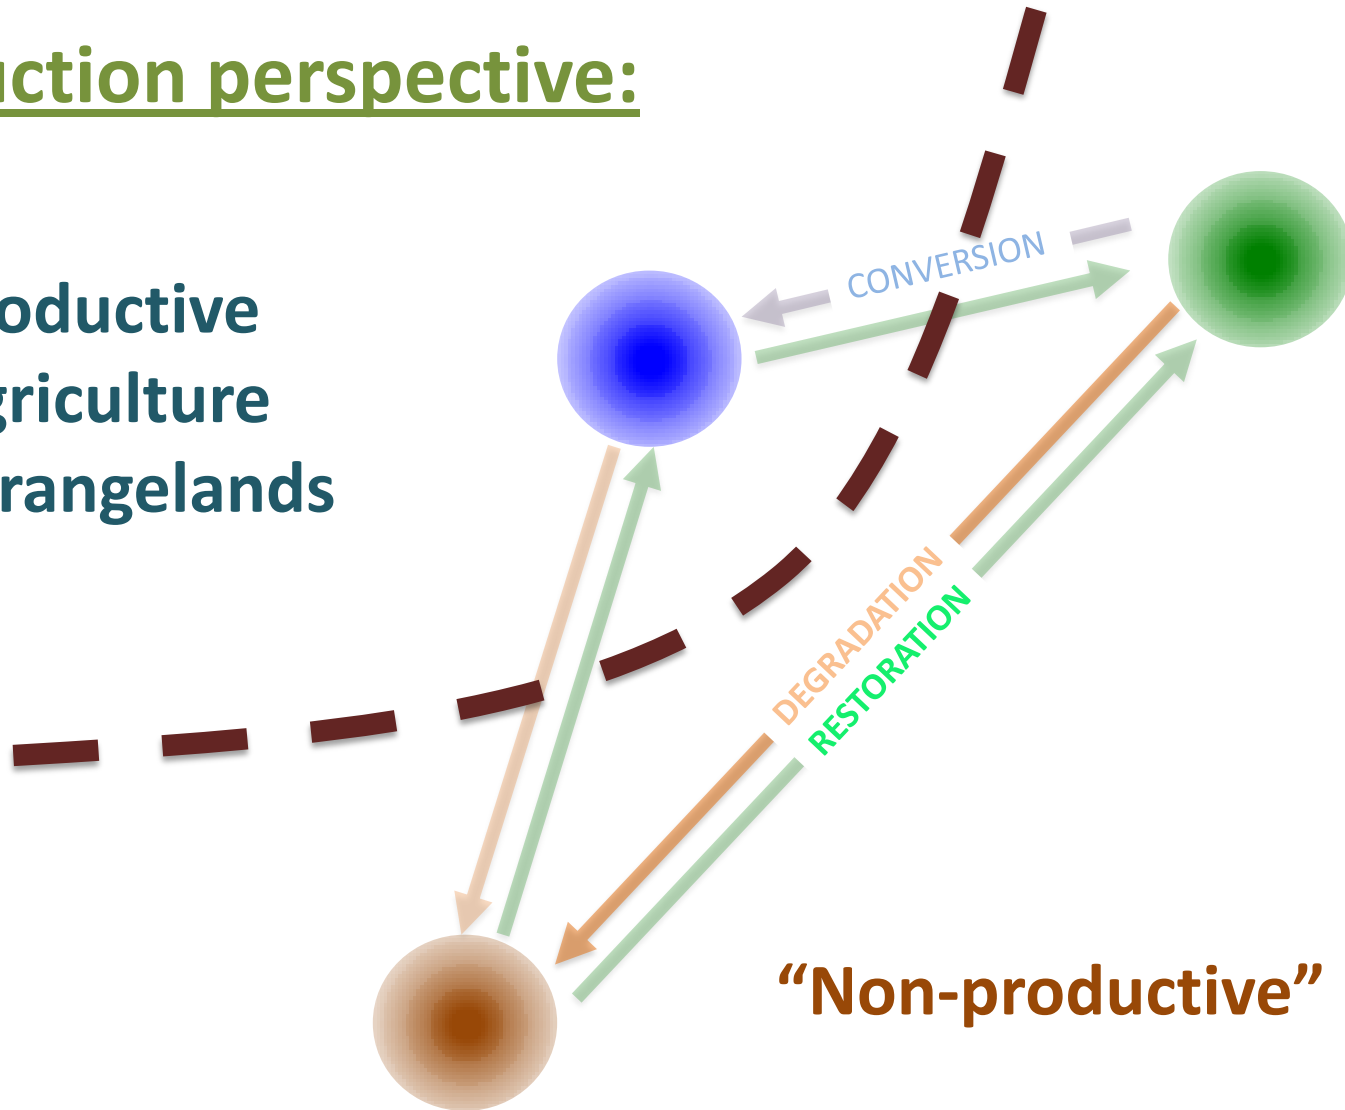 uction perspective:
oductive
griculture
rangelands
CONVERSION
DEGRADATION
RESTORATION
“Non-productive”